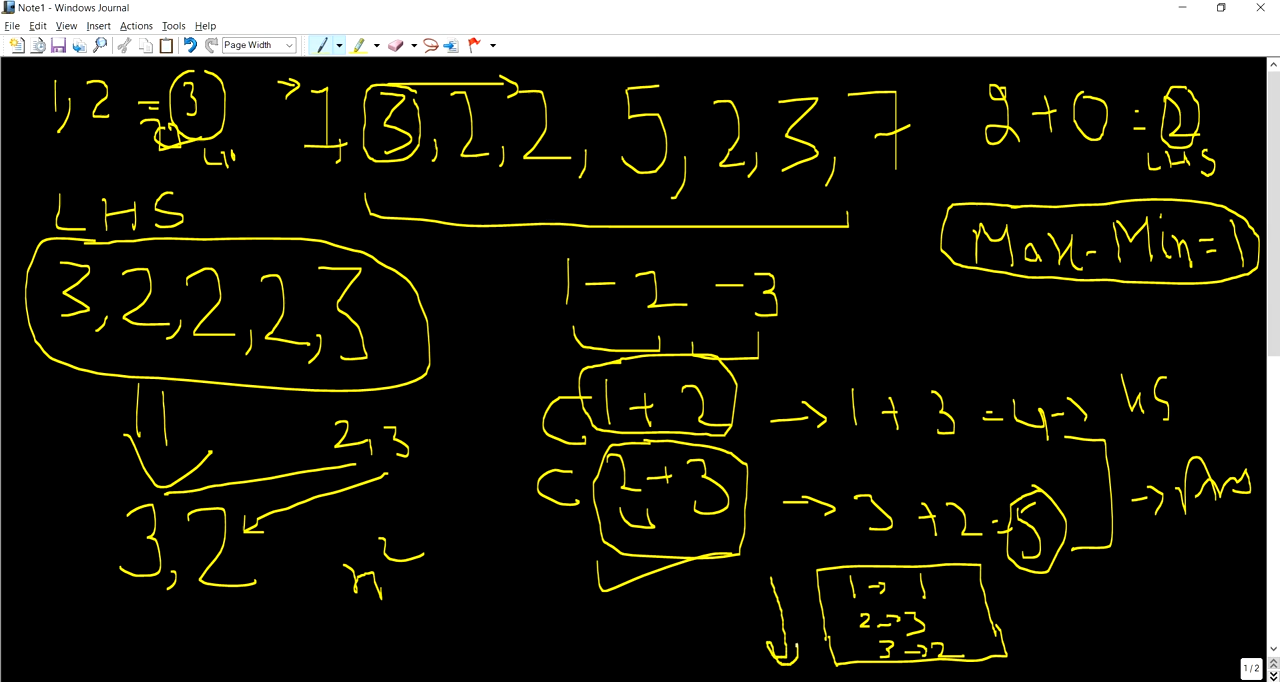 Note1 - Windows Journal
File Edit View Insert Actions Tools Help
Page Width
1, 2 = 3
1, 3, 2, 2, 5, 2, 3, 7
2 + 0 = 2
LHS
LHS
Max - Min = 1
3, 2, 2, 2, 3
1 - 2 - 3
1 + 2 → 1 + 3 = 4 →
2, 3
2 + 3 → 3 + 2 = 5 → Ans
3, 2
n²
1 → 1
2 → 3
3 → 2
1 / 2